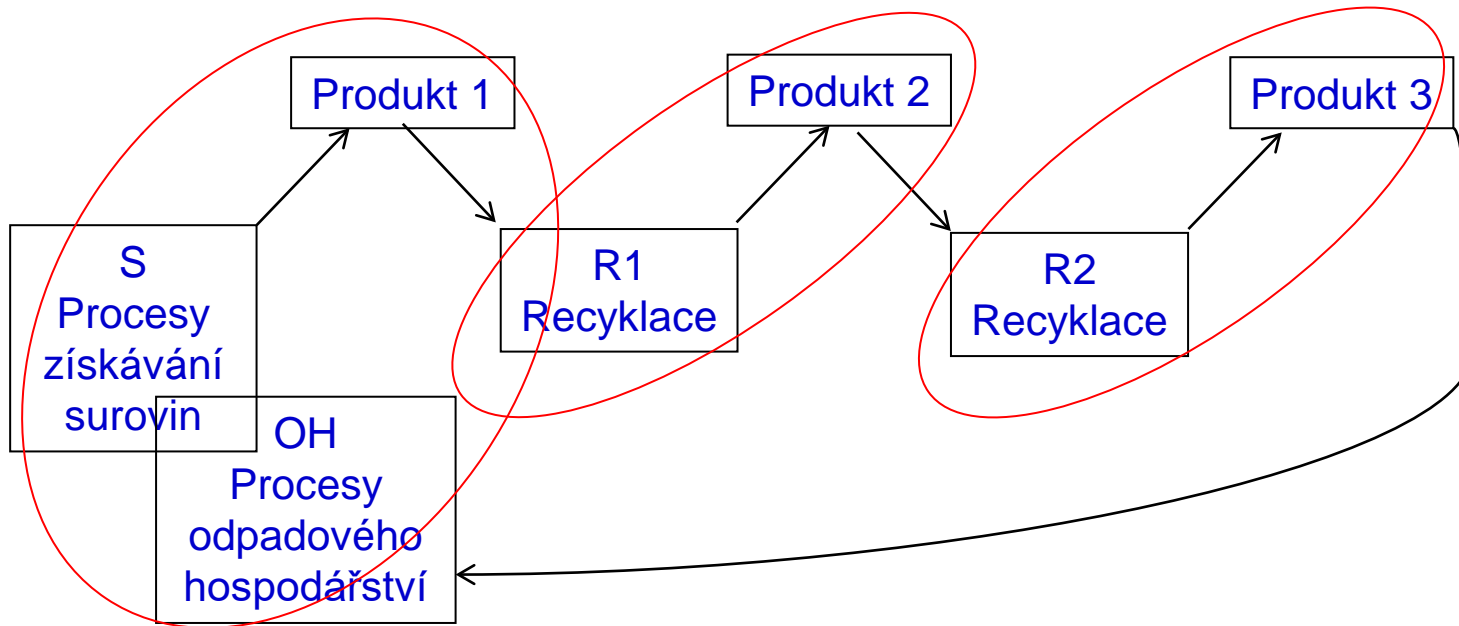 Produkt 1
Produkt 2
Produkt 3
S
Procesy
získávání
surovin
R1
Recyklace
R2
Recyklace
OH
Procesy
odpadového
hospodářství